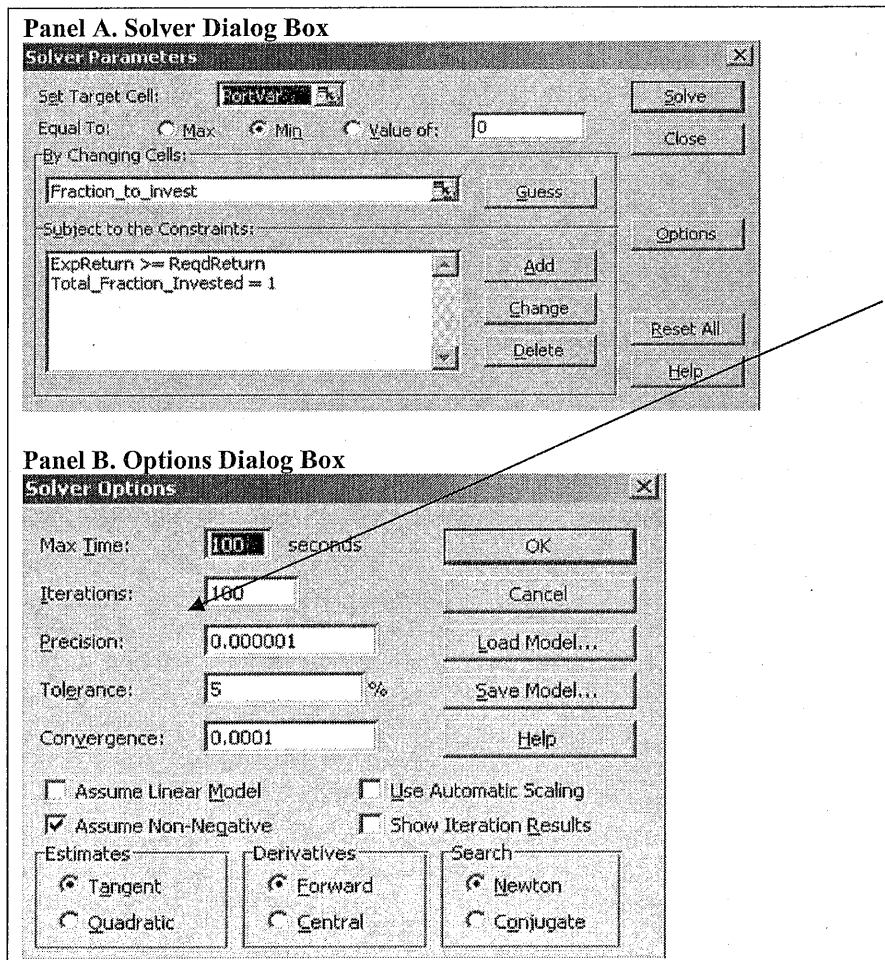 Panel A. Solver Dialog Box
Solver Parameters
Set Target Cell: PortVar
Solve
Equal To: Max Min Value of: 0
Close
By Changing Cells:
Fraction_to_invest
Guess
Subject to the Constraints:
Options
ExpReturn >= ReqdReturn
Total_Fraction_Invested = 1
Add
Change
Reset All
Delete
Help
Panel B. Options Dialog Box
Solver Options
Max Time: 100 seconds
OK
Iterations: 100
Cancel
Precision: 0.000001
Load Model...
Tolerance: 5 %
Save Model...
Convergence: 0.0001
Help
Assume Linear Model Use Automatic Scaling
Assume Non-Negative Show Iteration Results
Estimates Derivatives Search
Tangent Forward Newton
Quadratic Central Conjugate